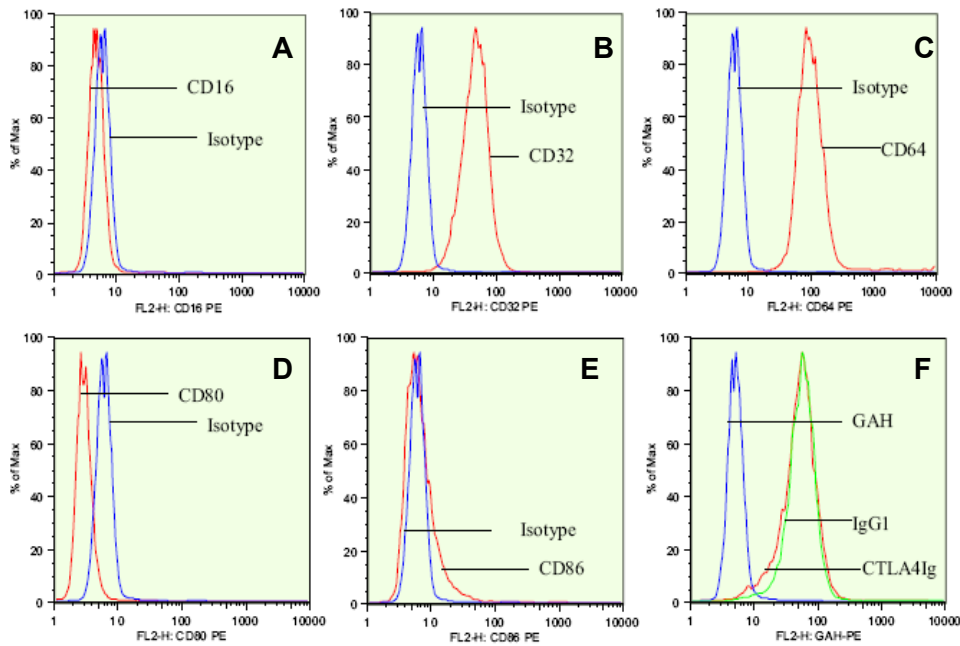 100
80
60
40
20
0
% of Max
A
CD16
Isotype
1
10
100
1000
10000
FL2-H: CD16 PE
100
80
60
40
20
0
% of Max
B
Isotype
CD32
1
10
100
1000
10000
FL2-H: CD32 PE
100
80
60
40
20
0
% of Max
C
Isotype
CD64
1
10
100
1000
10000
FL2-H: CD64 PE
100
80
60
40
20
0
% of Max
D
CD80
Isotype
1
10
100
1000
10000
FL2-H: CD80 PE
100
80
60
40
20
0
% of Max
E
Isotype
CD86
1
10
100
1000
10000
FL2-H: CD86 PE
100
80
60
40
20
0
% of Max
F
GAH
IgG1
CTLA4Ig
1
10
100
1000
10000
FL2-H: GAH-PE